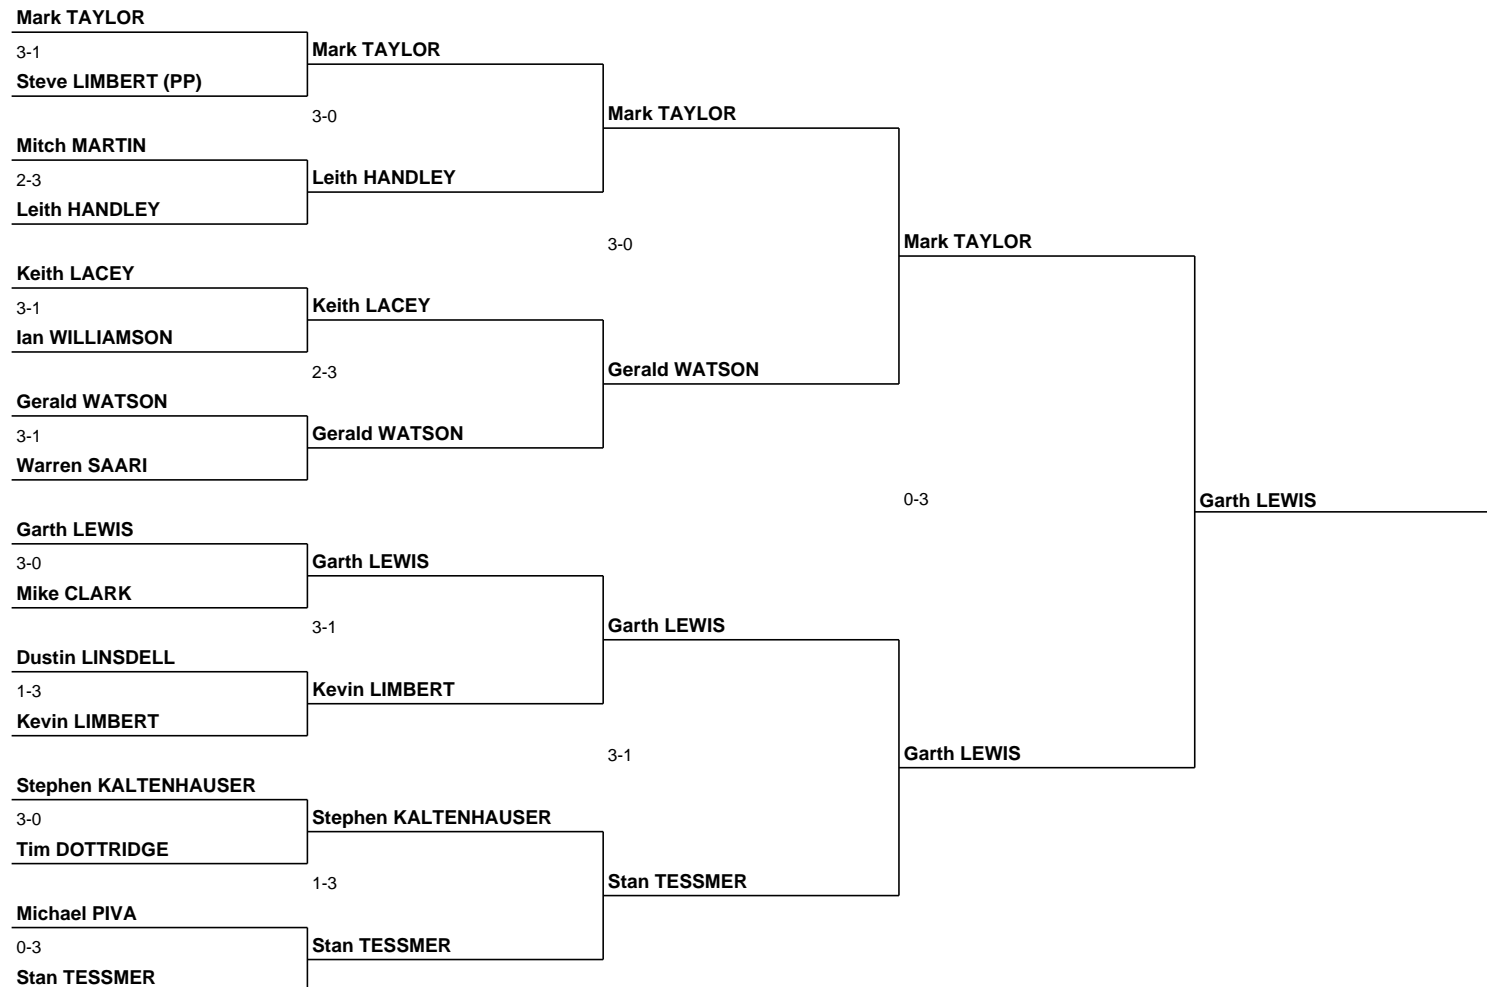 Mark TAYLOR
3-1
Steve LIMBERT (PP)
Mitch MARTIN
2-3
Leith HANDLEY
Keith LACEY
3-1
Ian WILLIAMSON
Gerald WATSON
3-1
Warren SAARI
Garth LEWIS
3-0
Mike CLARK
Dustin LINSDELL
1-3
Kevin LIMBERT
Stephen KALTENHAUSER
3-0
Tim DOTTRIDGE
Michael PIVA
0-3
Stan TESSMER
Mark TAYLOR
3-0
Leith HANDLEY
Keith LACEY
2-3
Gerald WATSON
Garth LEWIS
3-1
Kevin LIMBERT
Stephen KALTENHAUSER
1-3
Stan TESSMER
Mark TAYLOR
3-0
Gerald WATSON
Garth LEWIS
3-1
Stan TESSMER
Mark TAYLOR
0-3
Garth LEWIS
Garth LEWIS